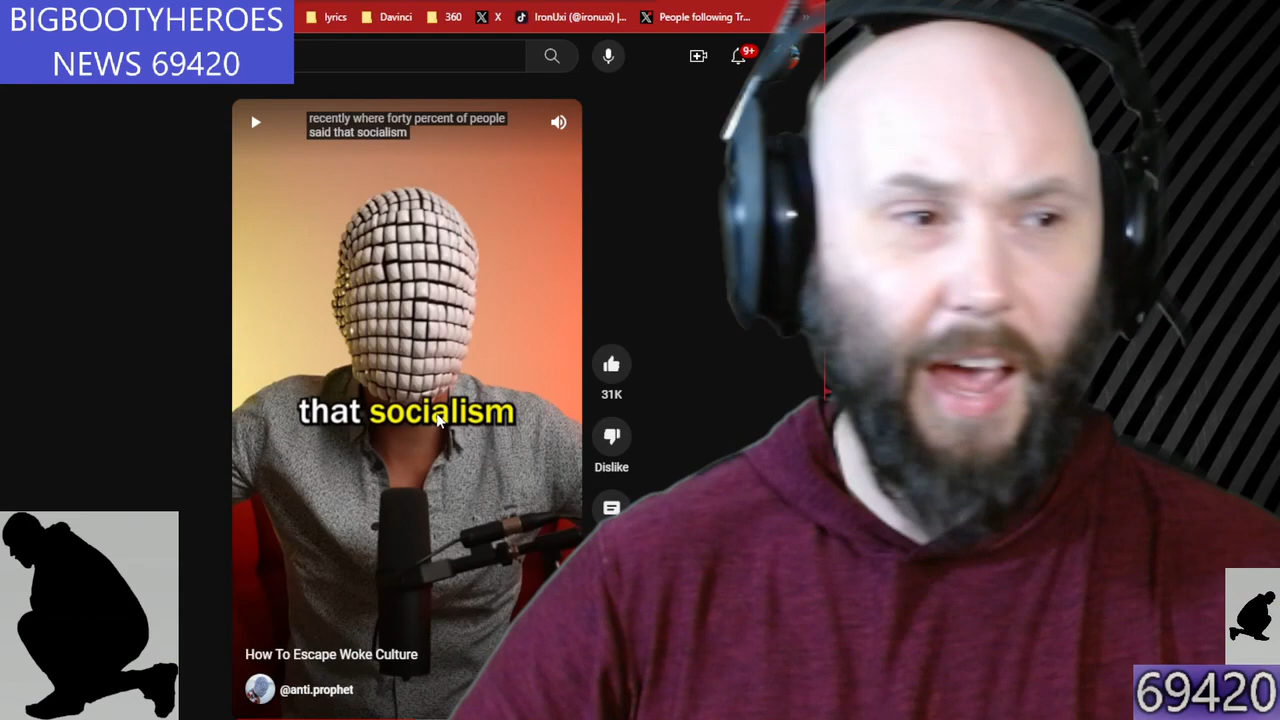 BIGBOOTYHEROES
NEWS 69420
lyrics
Davinci
360
X
IronUxi (@ironuxi) |...
People following Tr...
9+
recently where forty percent of people
said that socialism
that socialism
31K
Dislike
How To Escape Woke Culture
@anti.prophet
69420